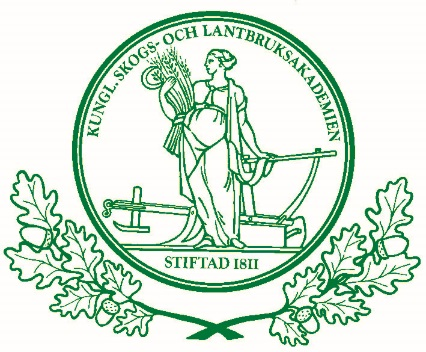 KUNGL. SKOGS- OCH LANTBRUKSAKADEMIEN
STIFTAD 1811